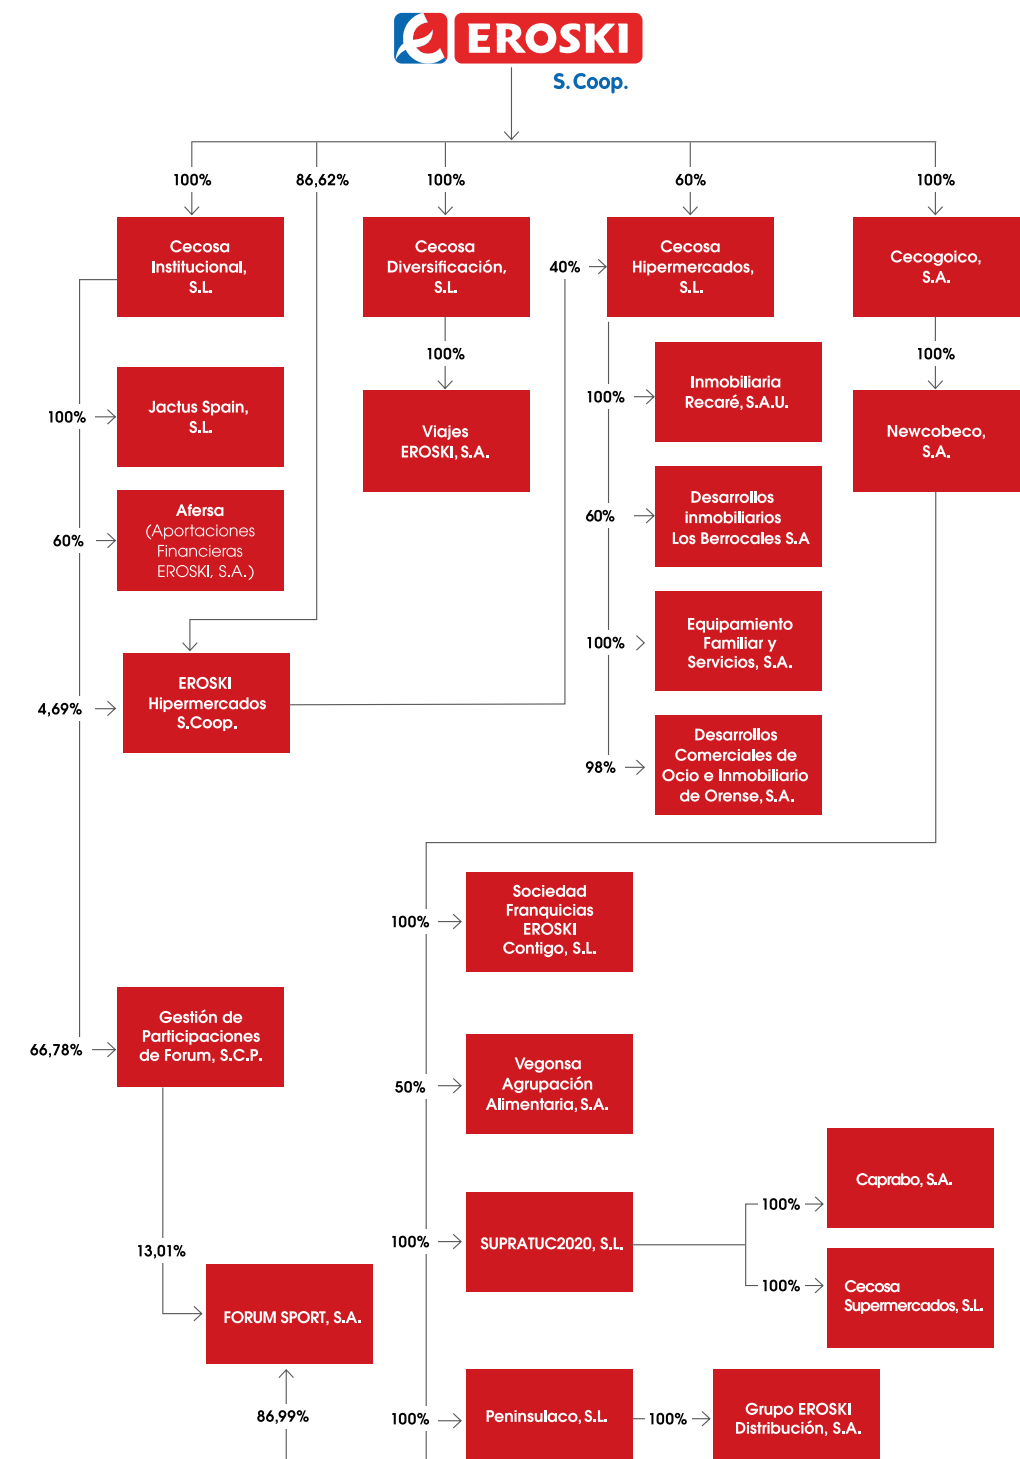 EROSKI
S. Coop.
100%
86,62%
100%
60%
100%
Cecosa
Institucional,
S.L.
Cecosa
Diversificación,
S.L.
40%
Cecosa
Hipermercados,
S.L.
Cecogoico,
S.A.
100%
100%
Jactus Spain,
S.L.
100%
Viajes
EROSKI, S.A.
100%
Inmobiliaria
Recaré, S.A.U.
Newcobeco,
S.A.
60%
Afersa
(Aportaciones
Financieras
EROSKI, S.A.)
60%
Desarrollos
inmobiliarios
Los Berrocales S.A
100%
Equipamiento
Familiar y
Servicios, S.A.
4,69%
EROSKI
Hipermercados
S.Coop.
98%
Desarrollos
Comerciales de
Ocio e Inmobiliario
de Orense, S.A.
100%
Sociedad
Franquicias
EROSKI
Contigo, S.L.
66,78%
Gestión de
Participaciones
de Forum, S.C.P.
50%
Vegonsa
Agrupación
Alimentaria, S.A.
100%
Caprabo, S.A.
13,01%
100%
SUPRATUC2020, S.L.
100%
Cecosa
Supermercados, S.L.
FORUM SPORT, S.A.
86,99%
100%
Peninsulaco, S.L.
100%
Grupo EROSKI
Distribución, S.A.